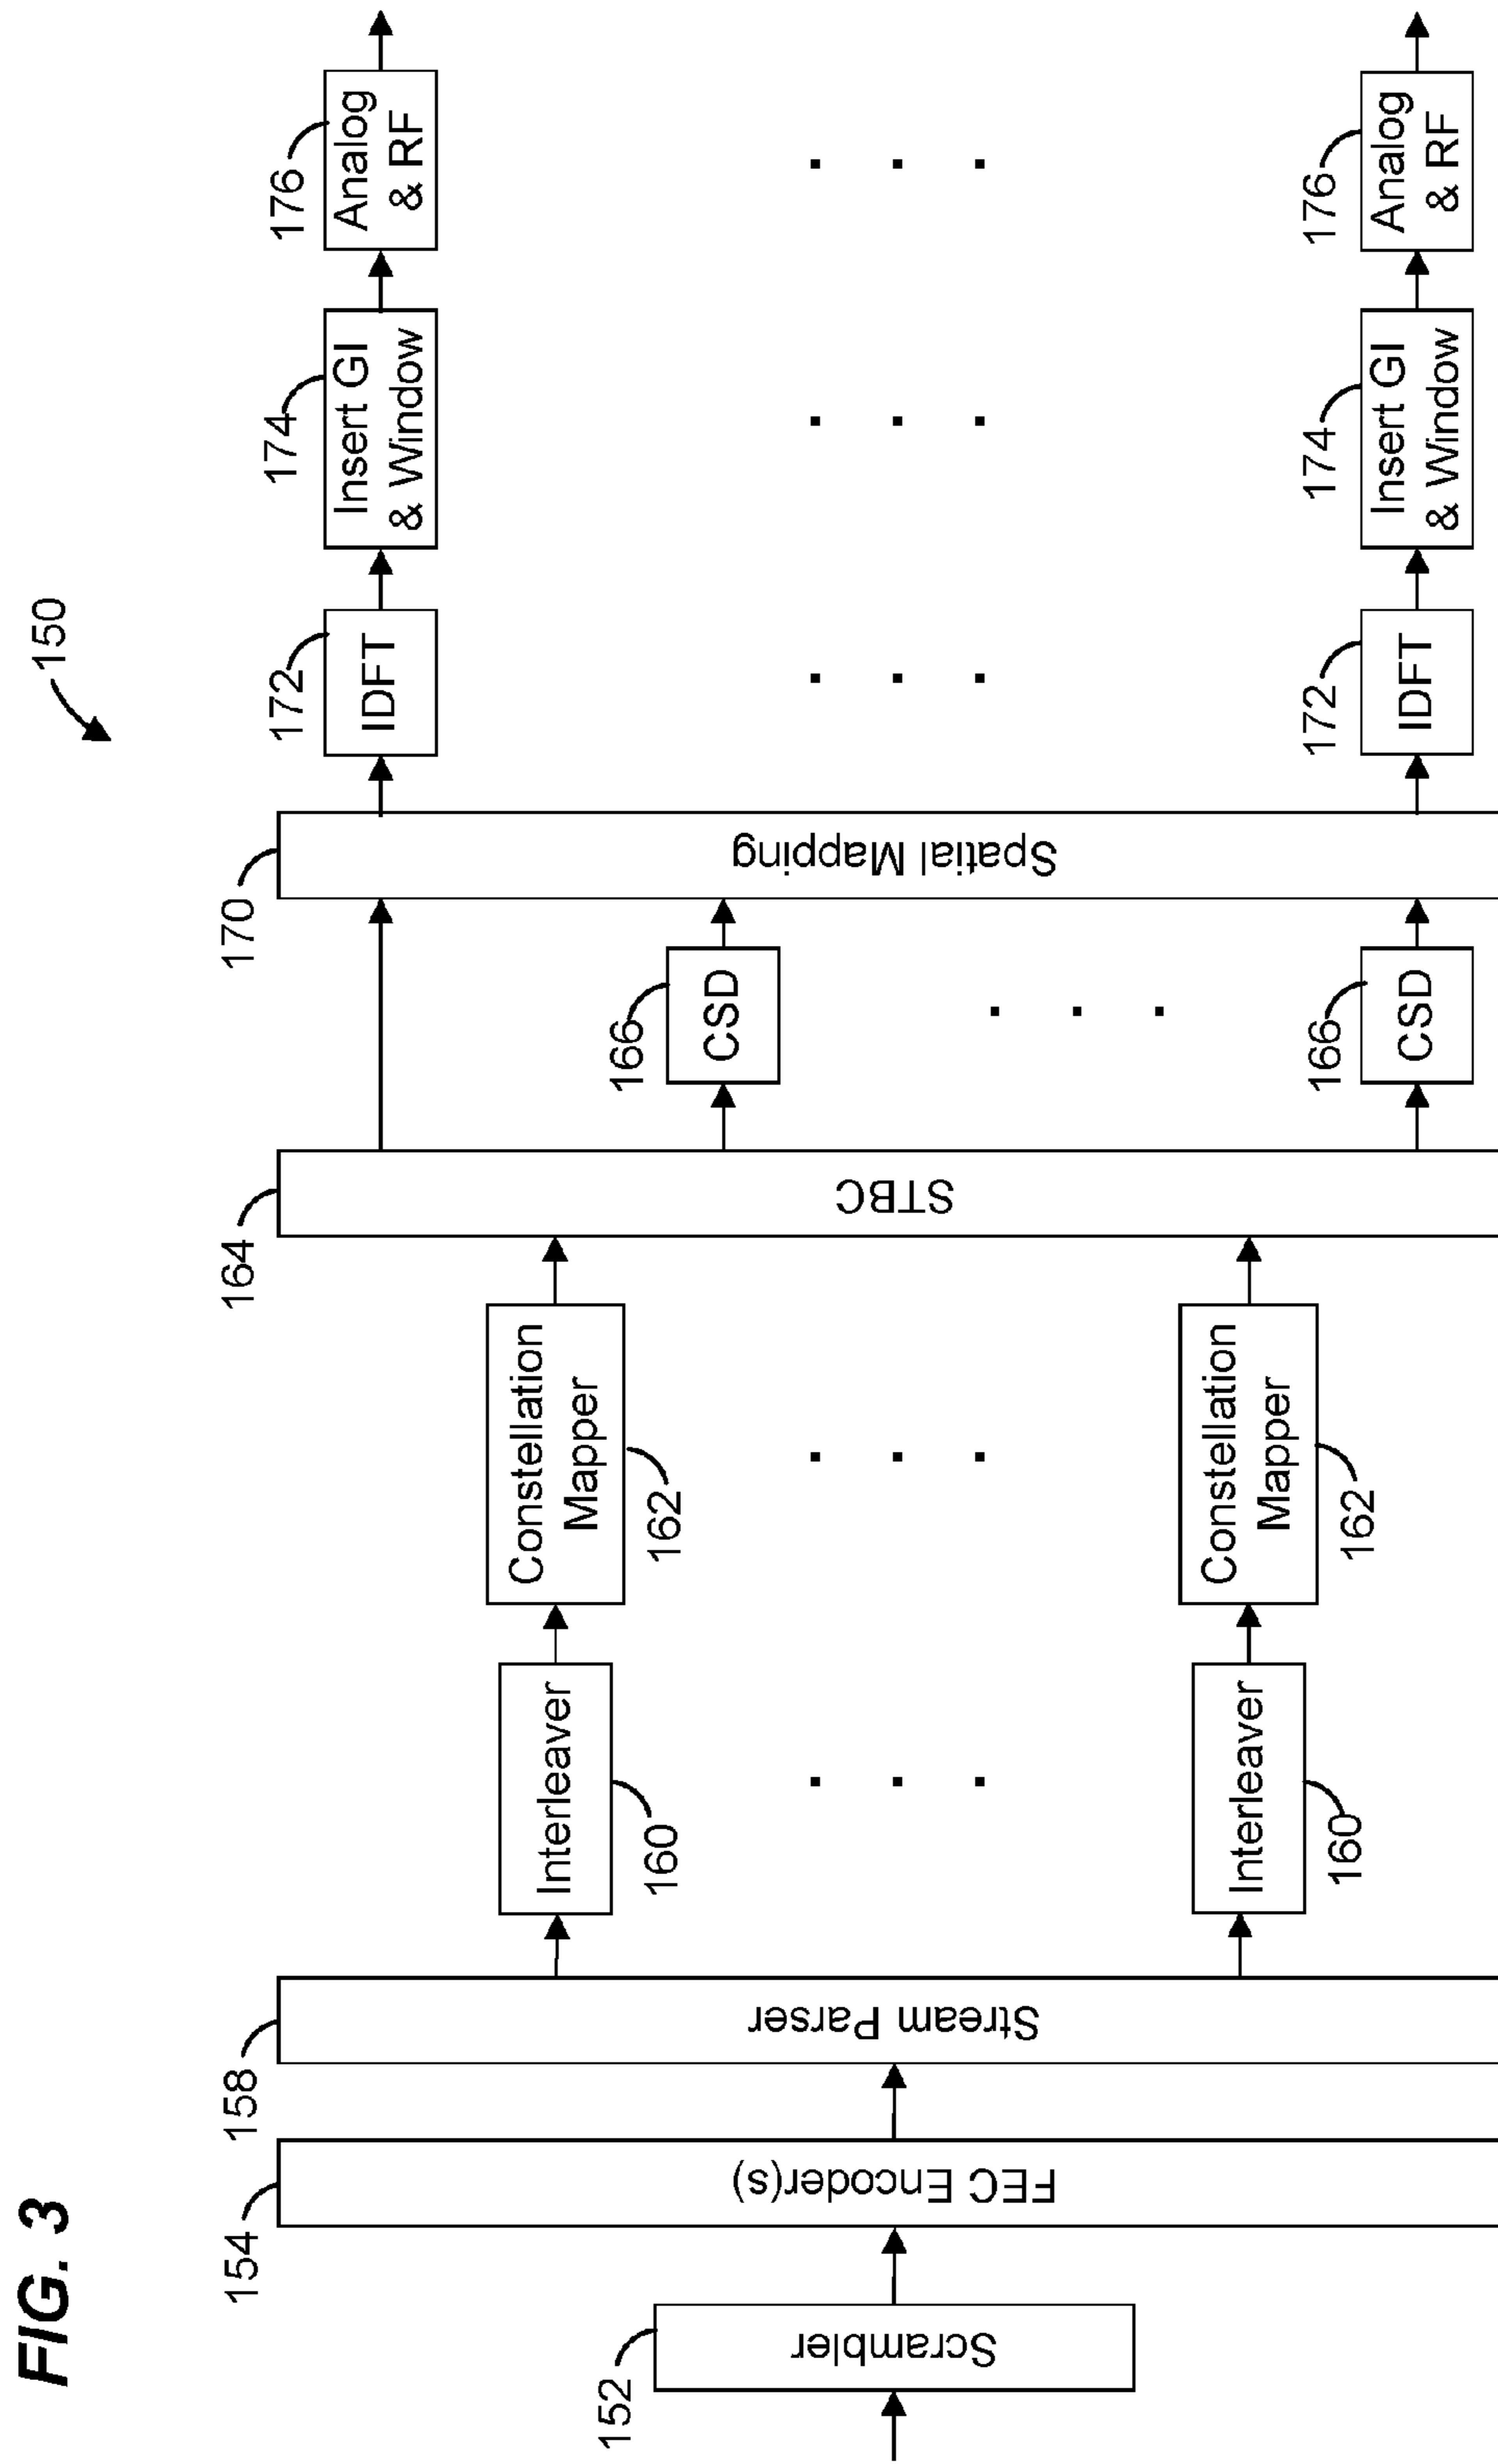 FIG. 3
150
152
Scrambler
154
FEC Encoder(s)
158
Stream Parser
Interleaver
160
Interleaver
160
Constellation
Mapper
162
Constellation
Mapper
162
164
STBC
166
CSD
166
CSD
170
Spatial Mapping
172
IDFT
172
IDFT
174
Insert GI
& Window
174
Insert GI
& Window
176
Analog
& RF
176
Analog
& RF